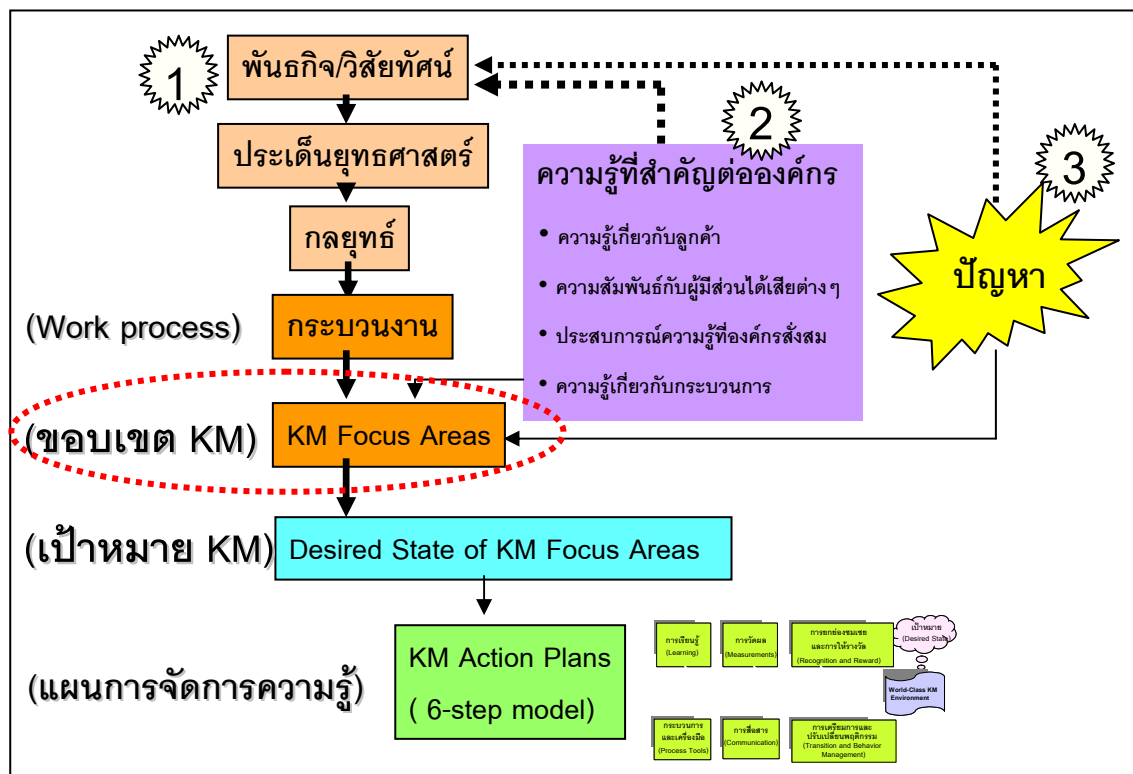 1
พันธกิจ/วิสัยทัศน์
ประเด็นยุทธศาสตร์
กลยุทธ์
(Work process)
กระบวนงาน
2
ความรู้ที่สำคัญต่อองค์กร
• ความรู้เกี่ยวกับลูกค้า
• ความสัมพันธ์กับผู้มีส่วนได้เสียต่างๆ
• ประสบการณ์ความรู้ที่องค์กรสั่งสม
• ความรู้เกี่ยวกับกระบวนการ
3
ปัญหา
(ขอบเขต KM)
KM Focus Areas
(เป้าหมาย KM)
Desired State of KM Focus Areas
(แผนการจัดการความรู้)
KM Action Plans
( 6-step model)
การเรียนรู้
(Learning)
การวัดผล
(Measurements)
การยกย่องชมเชย
และการให้รางวัล
(Recognition and Reward)
เป้าหมาย
(Desired State)
World-Class KM
Environment
กระบวนการ
และเครื่องมือ
(Process Tools)
การสื่อสาร
(Communication)
การเตรียมการและ
ปรับเปลี่ยนพฤติกรรม
(Transition and Behavior
Management)